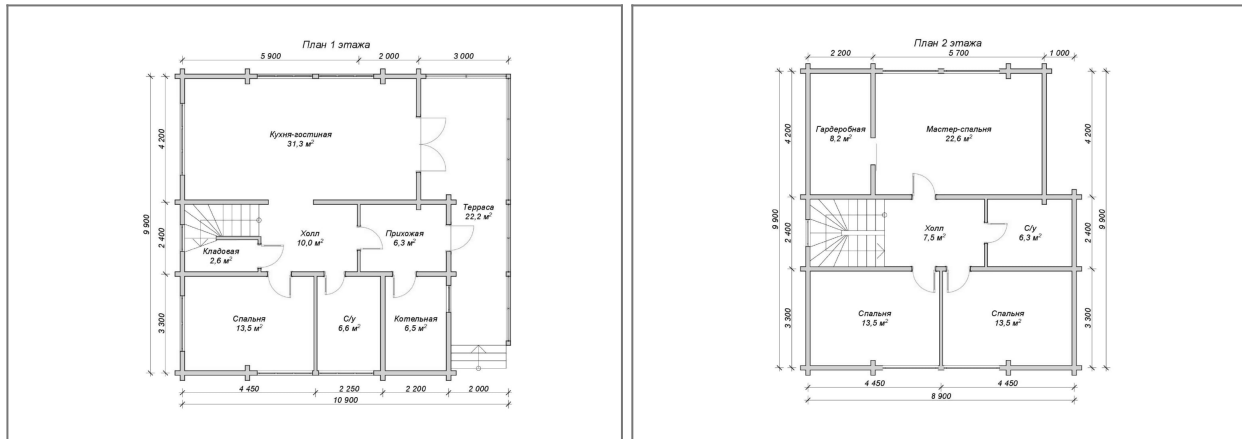 План 1 этажа
5 900
2 000
3 000
Кухня-гостиная
31,3 м²
4 200
9 900
Терраса
22,2 м²
Холл
10,0 м²
Прихожая
6,3 м²
2 400
Кладовая
2,6 м²
Спальня
13,5 м²
С/у
6,6 м²
Котельная
6,5 м²
3 300
4 450
2 250
2 200
2 000
10 900
План 2 этажа
2 200
5 700
1 000
Гардеробная
8,2 м²
Мастер-спальня
22,6 м²
4 200
4 200
9 900
9 900
Холл
7,5 м²
С/у
6,3 м²
2 400
2 400
Спальня
13,5 м²
Спальня
13,5 м²
3 300
3 300
4 450
4 450
8 900